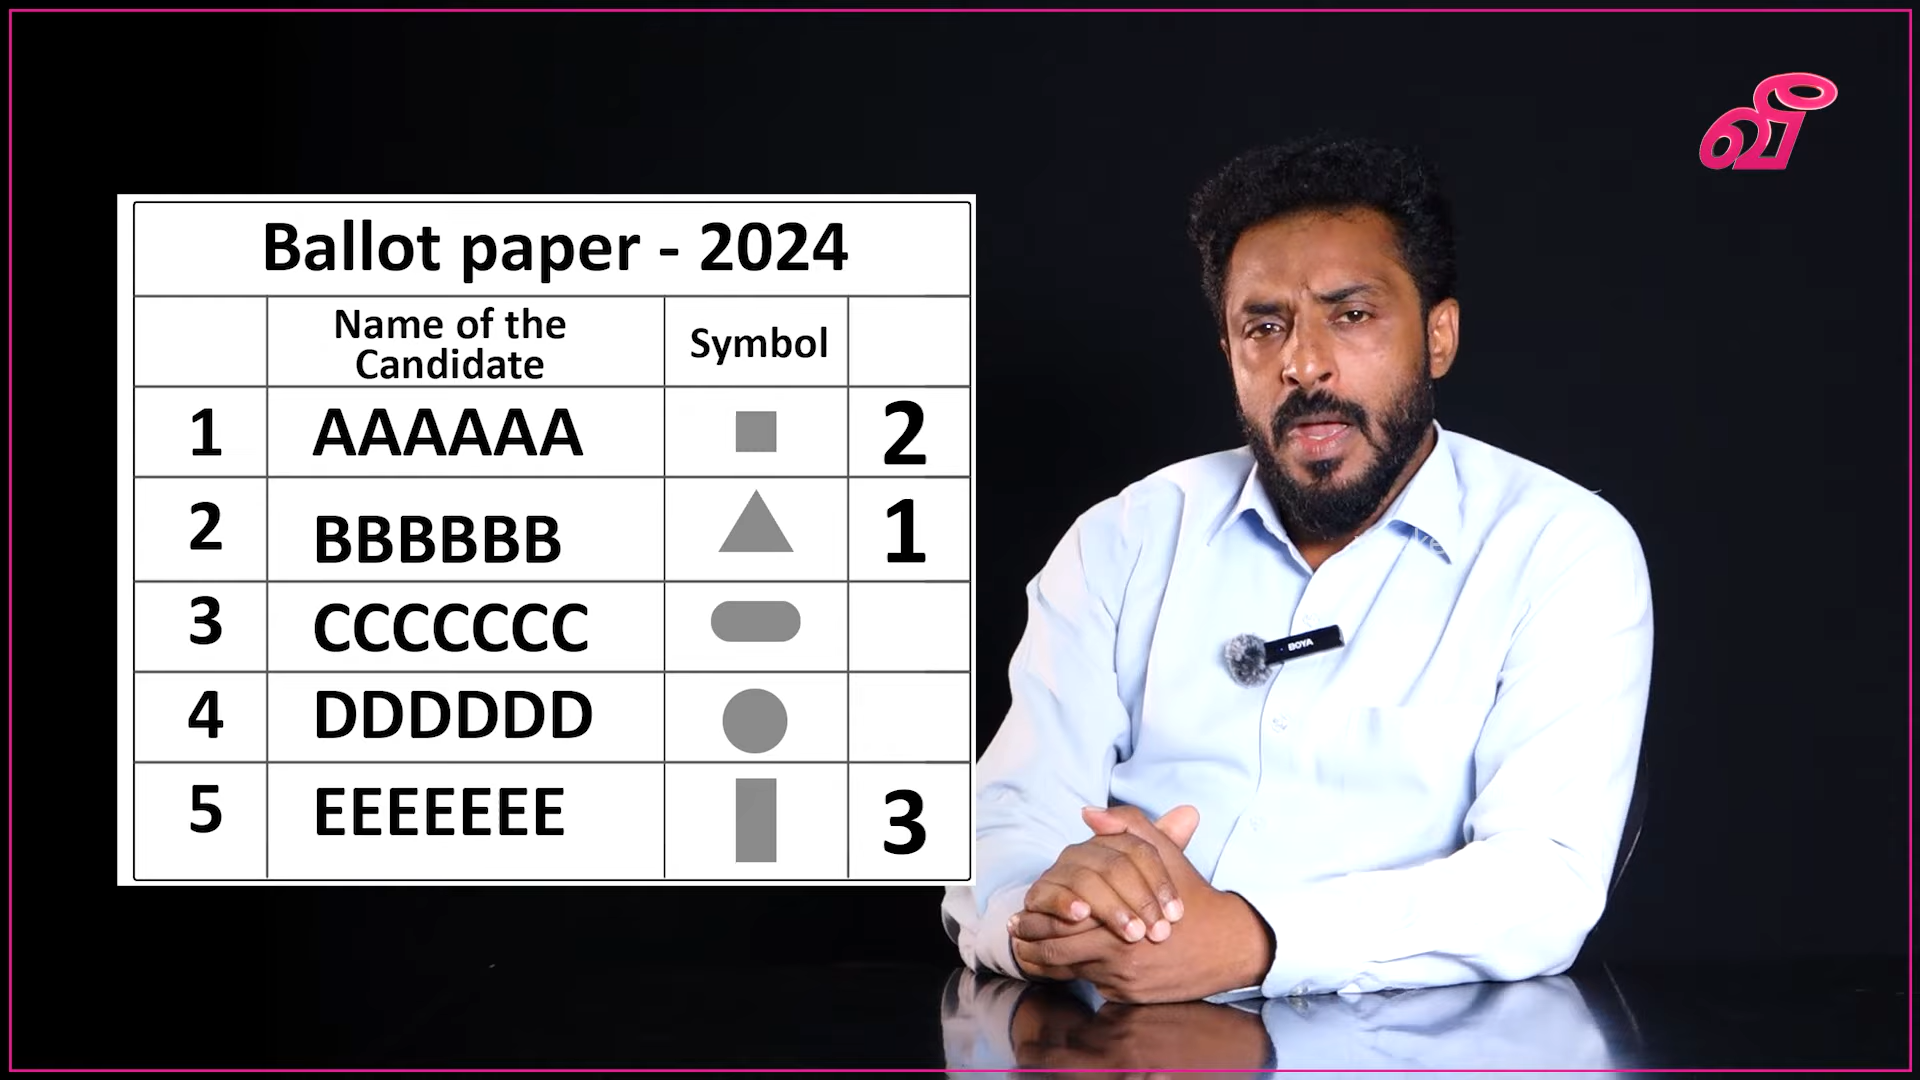 வீ
Ballot paper - 2024
Name of the
Candidate
Symbol
1 AAAAAA 2
2 BBBBBB 1
3 CCCCCCC
4 DDDDDD
5 EEEEEEE 3
BOYA